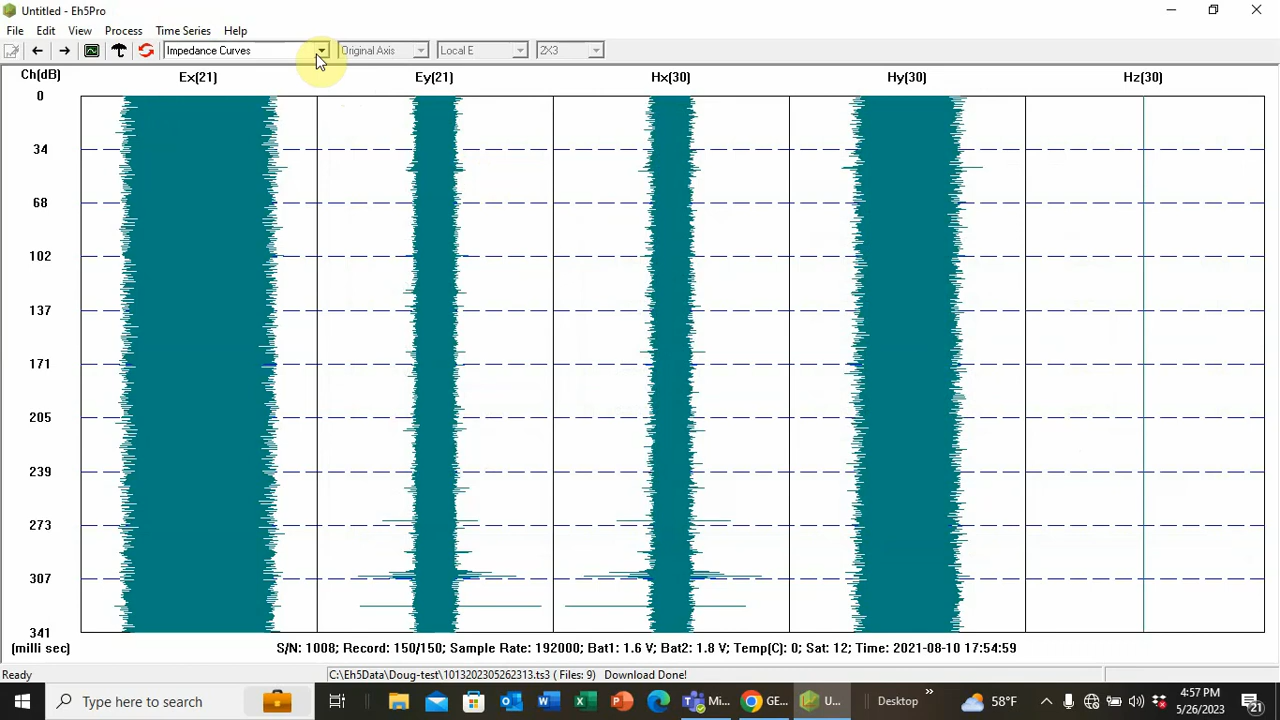 Untitled - Eh5Pro
File Edit View Process Time Series Help
Impedance Curves Original Axis Local E 2X3
Ch(dB) Ex(21) Ey(21) Hx(30) Hy(30) Hz(30)
0
34
68
102
137
171
205
239
273
307
341
(milli sec) S/N: 1008; Record: 150/150; Sample Rate: 192000; Bat1: 1.6 V; Bat2: 1.8 V; Temp(C): 0; Sat: 12; Time: 2021-08-10 17:54:59
Ready C:\Eh5Data\Doug-test\1013202305262313.ts3 ( Files: 9) Download Done!
Type here to search Mi... GE... U... Desktop » 58°F 4:57 PM
5/26/2023 21